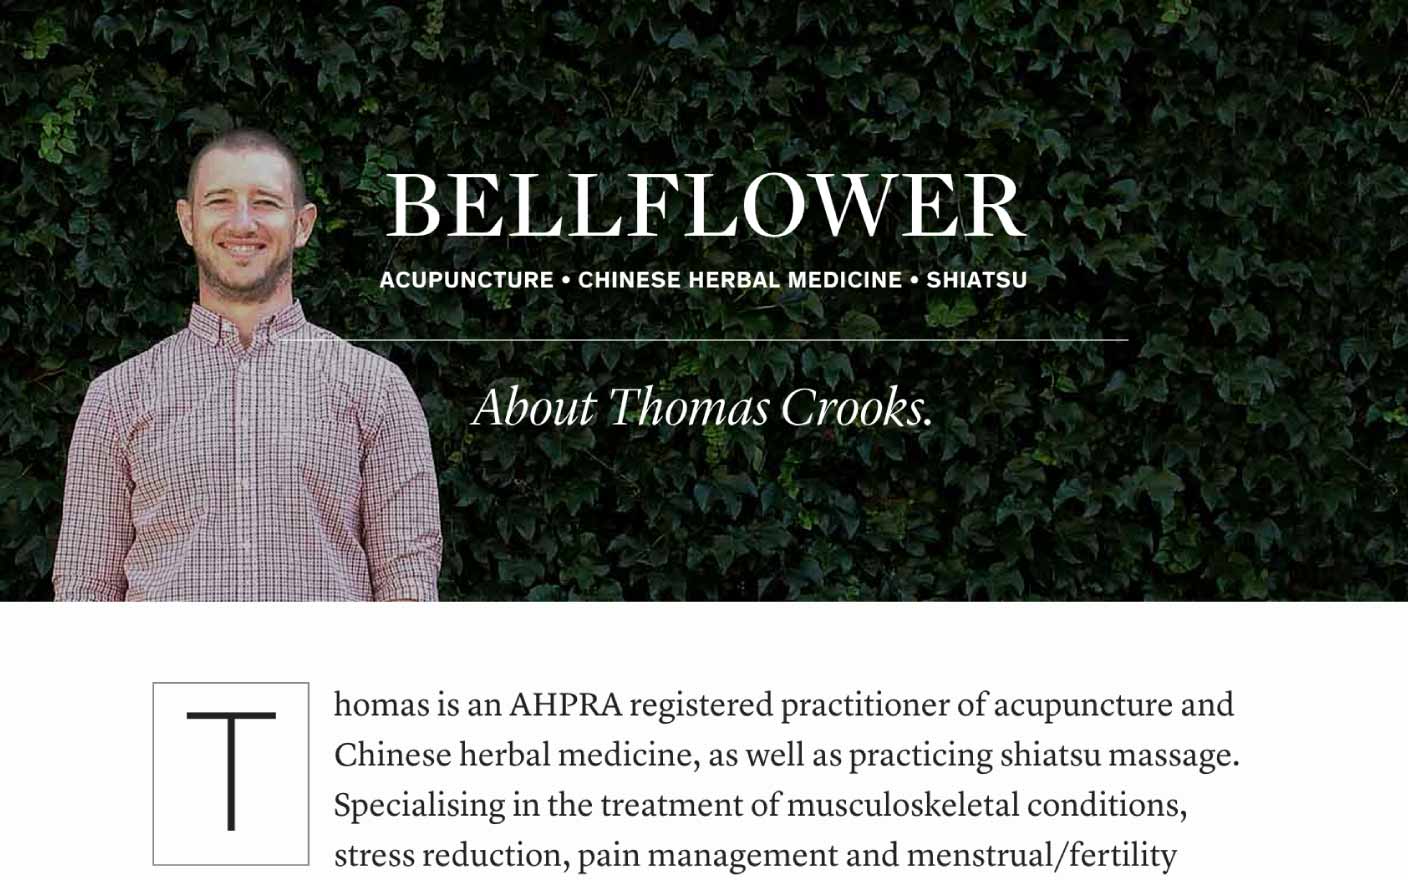 BELLFLOWER
ACUPUNCTURE • CHINESE HERBAL MEDICINE • SHIATSU
About Thomas Crooks.
Thomas is an AHPRA registered practitioner of acupuncture and
Chinese herbal medicine, as well as practicing shiatsu massage.
Specialising in the treatment of musculoskeletal conditions,
stress reduction, pain management and menstrual/fertility